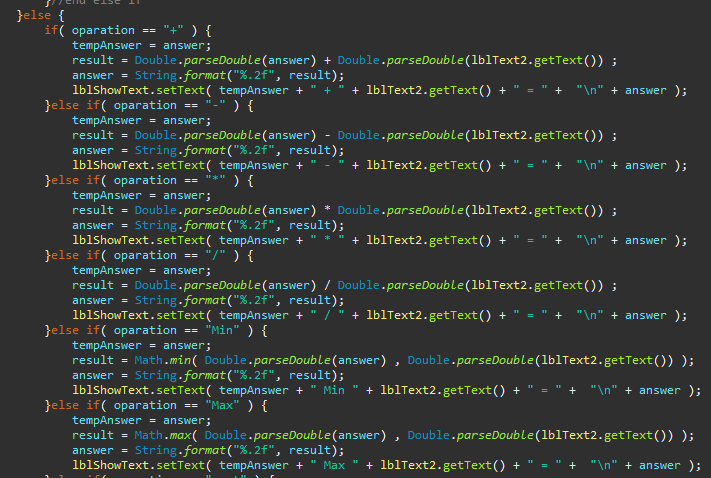 }//end else if
}else {
if( oparation == "+" ) {
tempAnswer = answer;
result = Double.parseDouble(answer) + Double.parseDouble(lblText2.getText()) ;
answer = String.format("%.2f", result);
lblShowText.setText( tempAnswer + " + " + lblText2.getText() + " = " +  "\n" + answer );
}else if( oparation == "-" ) {
tempAnswer = answer;
result = Double.parseDouble(answer) - Double.parseDouble(lblText2.getText()) ;
answer = String.format("%.2f", result);
lblShowText.setText( tempAnswer + " - " + lblText2.getText() + " = " +  "\n" + answer );
}else if( oparation == "*" ) {
tempAnswer = answer;
result = Double.parseDouble(answer) * Double.parseDouble(lblText2.getText()) ;
answer = String.format("%.2f", result);
lblShowText.setText( tempAnswer + " * " + lblText2.getText() + " = " +  "\n" + answer );
}else if( oparation == "/" ) {
tempAnswer = answer;
result = Double.parseDouble(answer) / Double.parseDouble(lblText2.getText()) ;
answer = String.format("%.2f", result);
lblShowText.setText( tempAnswer + " / " + lblText2.getText() + " = " +  "\n" + answer );
}else if( oparation == "Min" ) {
tempAnswer = answer;
result = Math.min( Double.parseDouble(answer) , Double.parseDouble(lblText2.getText()) );
answer = String.format("%.2f", result);
lblShowText.setText( tempAnswer + " Min " + lblText2.getText() + " = " +  "\n" + answer );
}else if( oparation == "Max" ) {
tempAnswer = answer;
result = Math.max( Double.parseDouble(answer) , Double.parseDouble(lblText2.getText()) );
answer = String.format("%.2f", result);
lblShowText.setText( tempAnswer + " Max " + lblText2.getText() + " = " +  "\n" + answer );